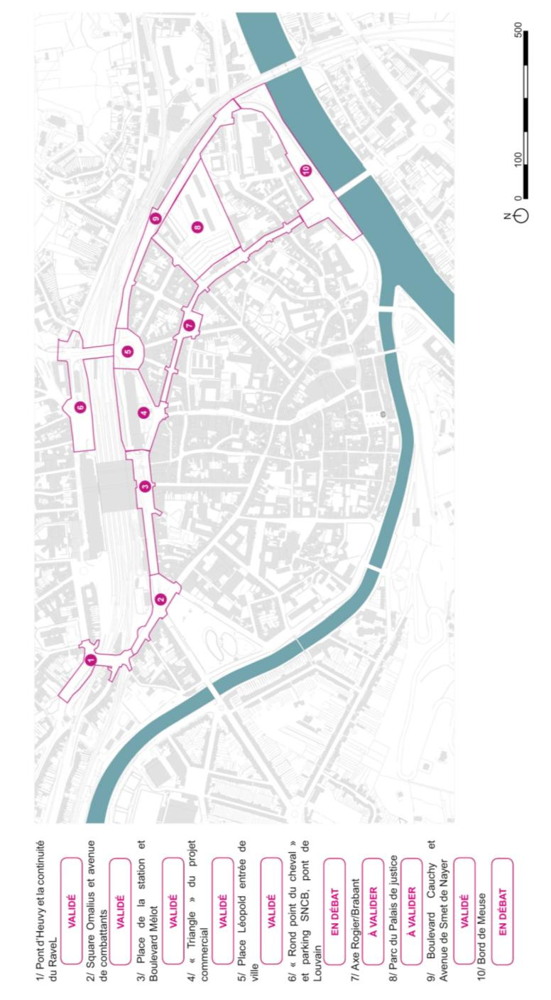 1/ Pont d'Heuvy et la continuité
du RaveL
VALIDÉ
2/ Square Omalius et avenue
de combattants
VALIDÉ
3/ Place de la station et
Boulevard Mélot
VALIDÉ
4/ « Triangle » du projet
commercial
VALIDÉ
5/ Place Léopold entrée de
ville
VALIDÉ
6/ « Rond point du cheval »
et parking SNCB, pont de
Louvain
EN DÉBAT
7/ Axe Rogier/Brabant
À VALIDER
8/ Parc du Palais de justice
À VALIDER
9/ Boulevard Cauchy et
Avenue de Smet de Nayer
VALIDÉ
10/ Bord de Meuse
EN DÉBAT
1
2
3
4
5
6
7
8
9
10
N
0 100 500